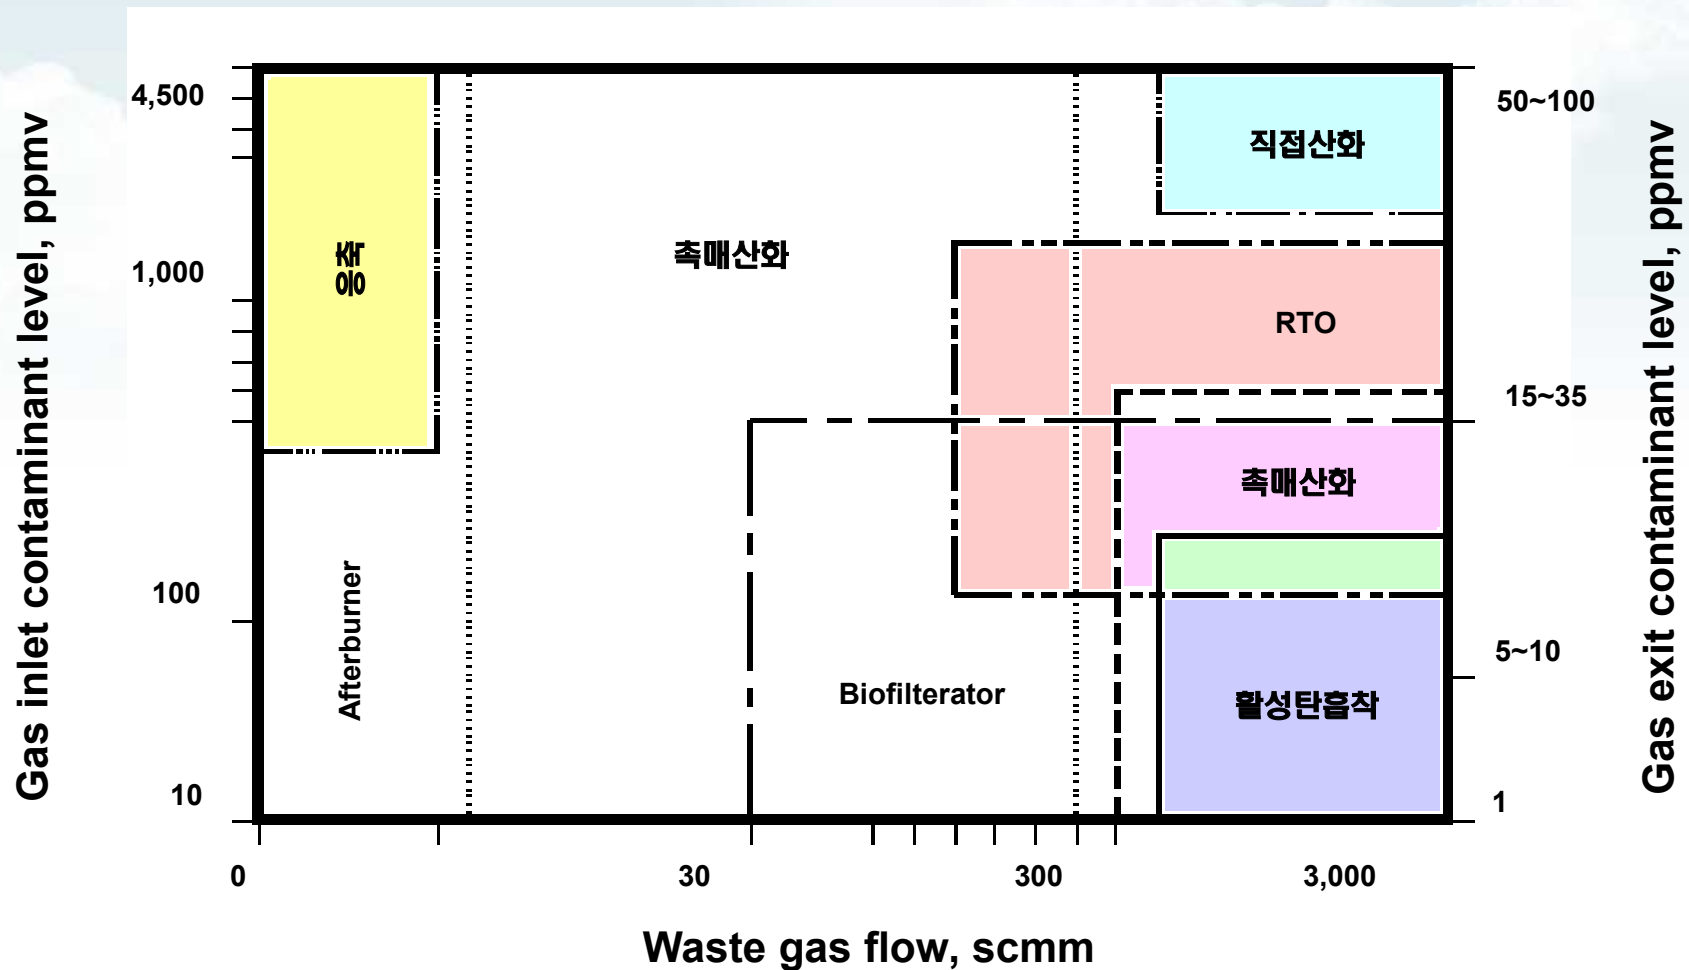 Gas inlet contaminant level, ppmv
4,500
1,000
100
10
응축
Afterburner
촉매산화
Biofilterator
직접산화
RTO
촉매산화
활성탄흡착
50~100
15~35
5~10
1
Gas exit contaminant level, ppmv
0
30
300
3,000
Waste gas flow, scmm